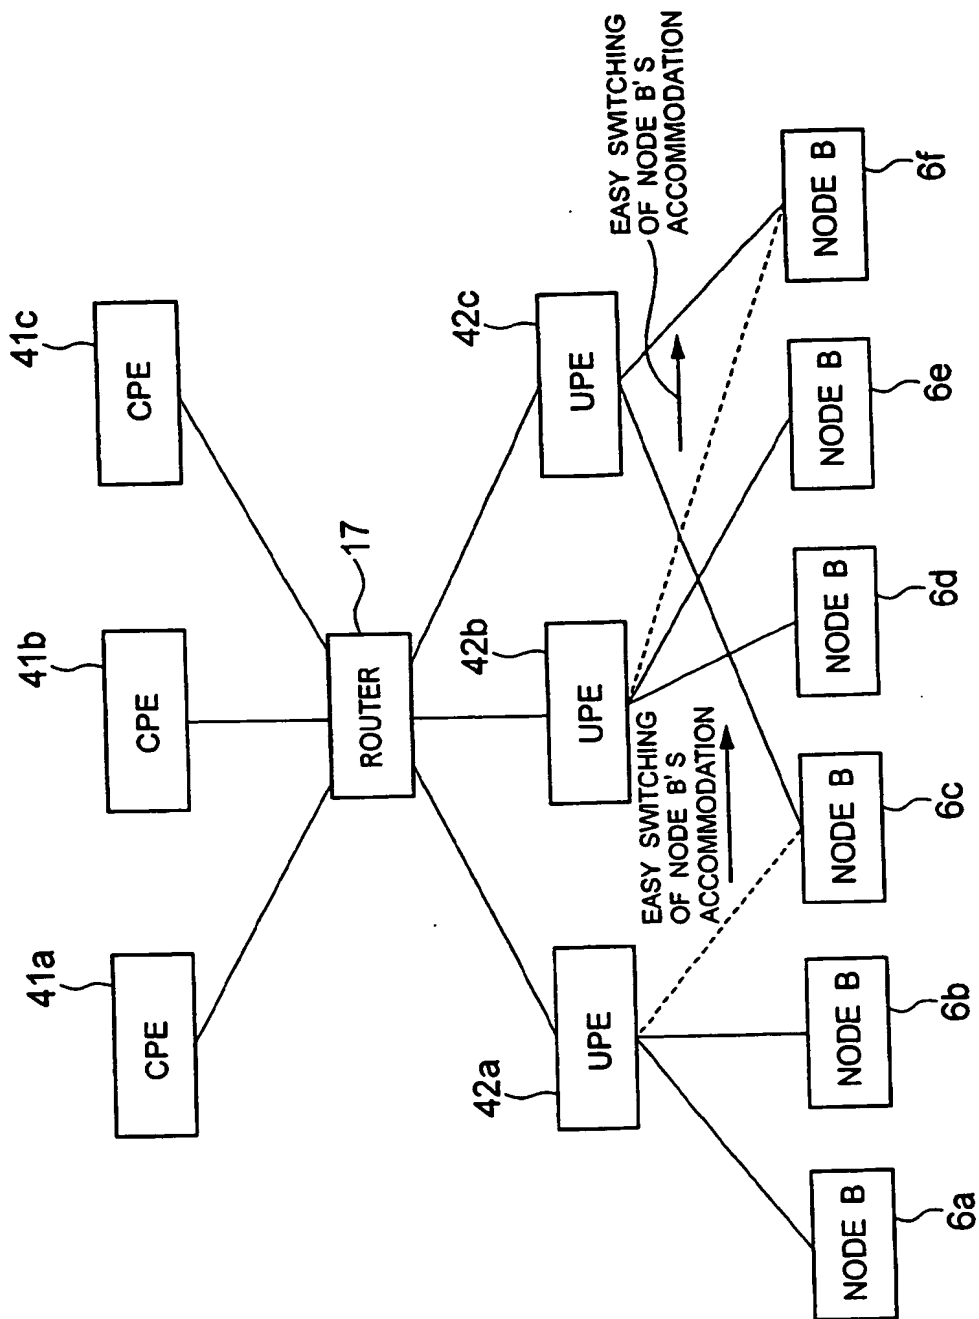 41a
41b
41c
CPE
CPE
CPE
17
ROUTER
42a
42b
42c
UPE
UPE
UPE
EASY SWITCHING
OF NODE B'S
ACCOMMODATION
EASY SWITCHING
OF NODE B'S
ACCOMMODATION
NODE B
NODE B
NODE B
NODE B
NODE B
NODE B
6a
6b
6c
6d
6e
6f